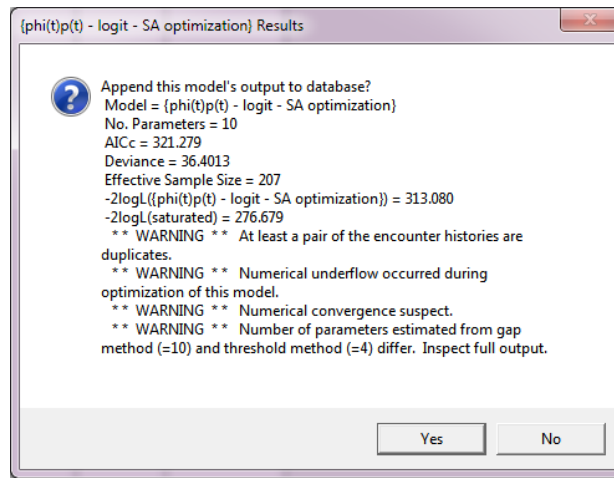 {phi(t)p(t) - logit - SA optimization} Results
Append this model's output to database?
Model = {phi(t)p(t) - logit - SA optimization}
No. Parameters = 10
AICc = 321.279
Deviance = 36.4013
Effective Sample Size = 207
-2logL({phi(t)p(t) - logit - SA optimization}) = 313.080
-2logL(saturated) = 276.679
* * WARNING * * At least a pair of the encounter histories are
duplicates.
* * WARNING * * Numerical underflow occurred during
optimization of this model.
* * WARNING * * Numerical convergence suspect.
* * WARNING * * Number of parameters estimated from gap
method (=10) and threshold method (=4) differ. Inspect full output.
Yes
No